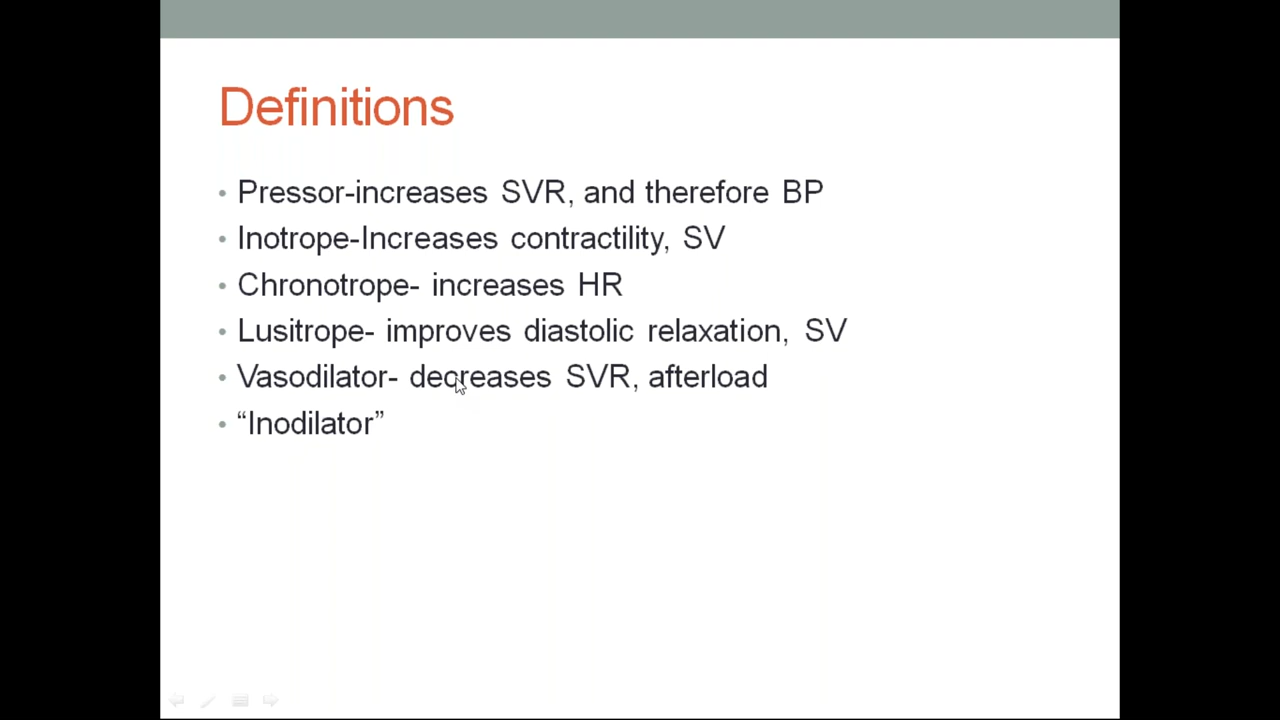 Definitions
• Pressor-increases SVR, and therefore BP
• Inotrope-Increases contractility, SV
• Chronotrope- increases HR
• Lusitrope- improves diastolic relaxation, SV
• Vasodilator- decreases SVR, afterload
• “Inodilator”